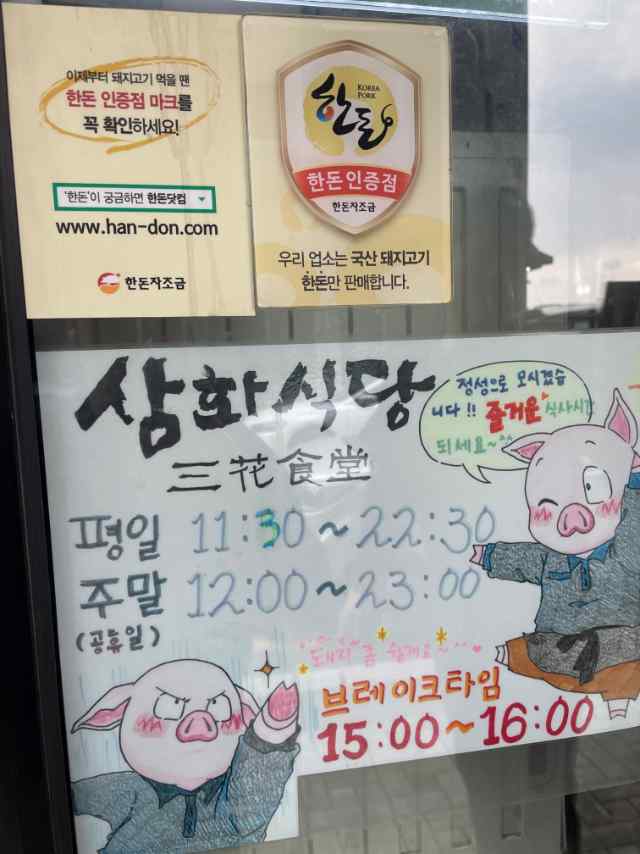 이제부터 돼지고기 먹을 땐
한돈 인증점 마크를
꼭 확인하세요!
'한돈'이 궁금하면 한돈닷컴
www.han-don.com
한돈자조금
KOREA
PORK
한돈
한돈인증점
한돈자조금
우리 업소는 국산 돼지고기
한돈만 판매합니다.
삼화식당
三花食堂
정성으로 모시겠습
니다!! 즐거운 식사시간
되세요~^^
평일 11:30~22:30
주말 12:00~23:00
(공휴일)
돼지 좀 쉴게요~
브레이크타임
15:00~16:00